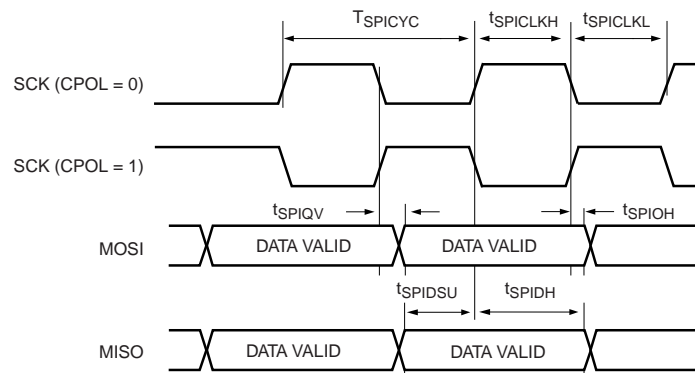 TSPICYC tSPICLKH tSPICLKL
SCK (CPOL = 0)
SCK (CPOL = 1)
tSPIQV tSPIOH
MOSI DATA VALID DATA VALID
tSPIDSU tSPIDH
MISO DATA VALID DATA VALID